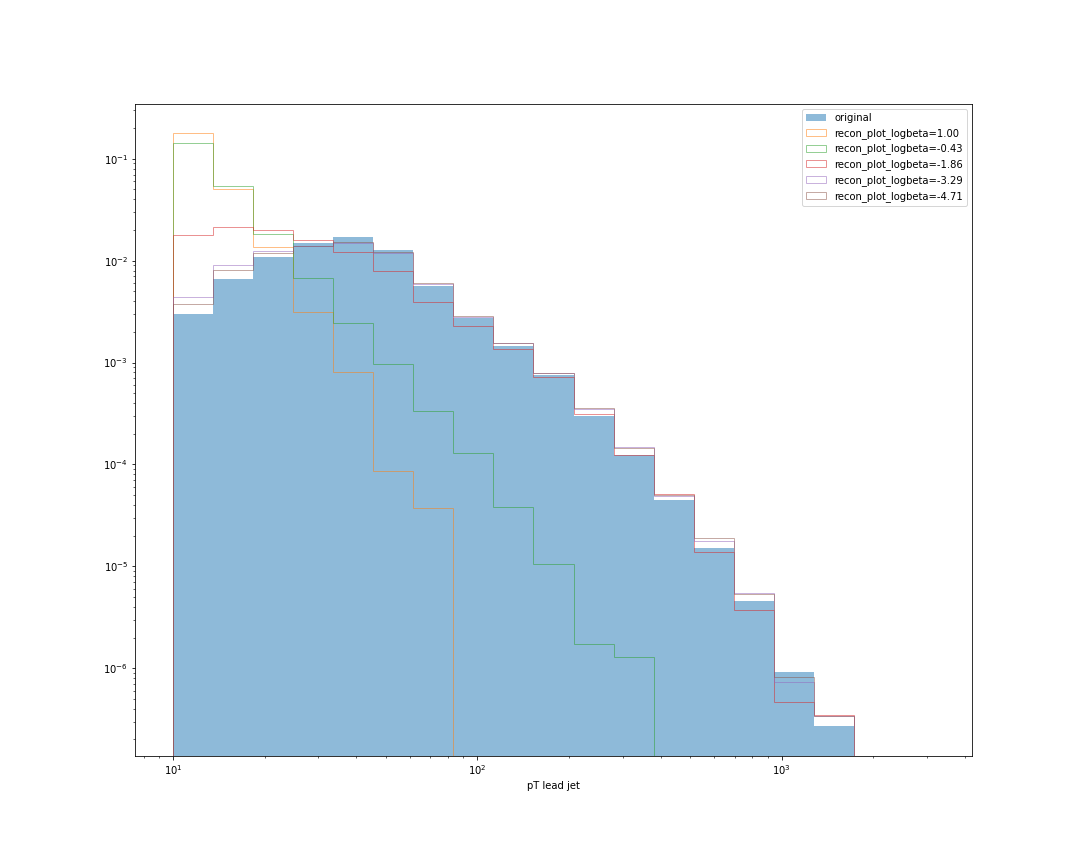 original
recon_plot_logbeta=1.00
recon_plot_logbeta=-0.43
recon_plot_logbeta=-1.86
recon_plot_logbeta=-3.29
recon_plot_logbeta=-4.71
10⁻¹
10⁻²
10⁻³
10⁻⁴
10⁻⁵
10⁻⁶
10¹ 10² 10³
pT lead jet